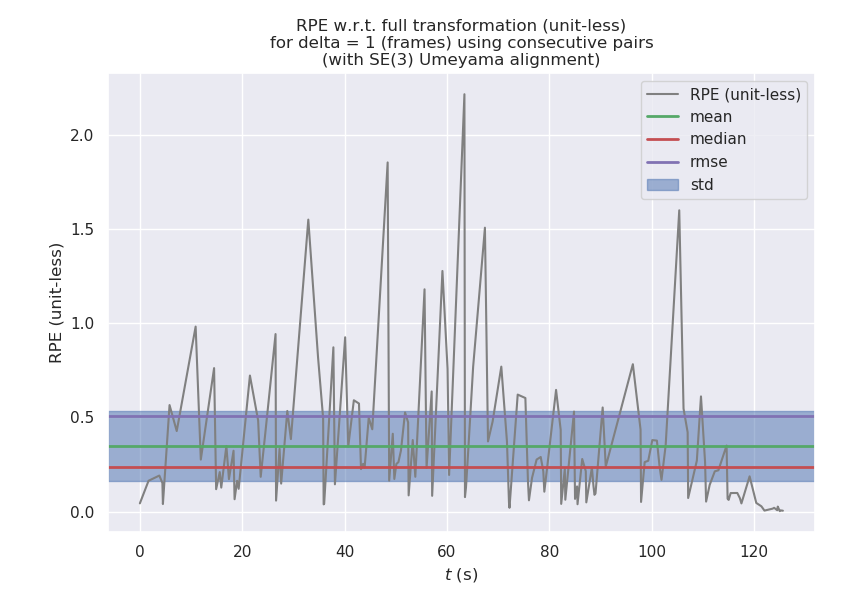 RPE w.r.t. full transformation (unit-less)
for delta = 1 (frames) using consecutive pairs
(with SE(3) Umeyama alignment)
RPE (unit-less)
mean
median
rmse
std
RPE (unit-less)
2.0
1.5
1.0
0.5
0.0
0 20 40 60 80 100 120
t (s)